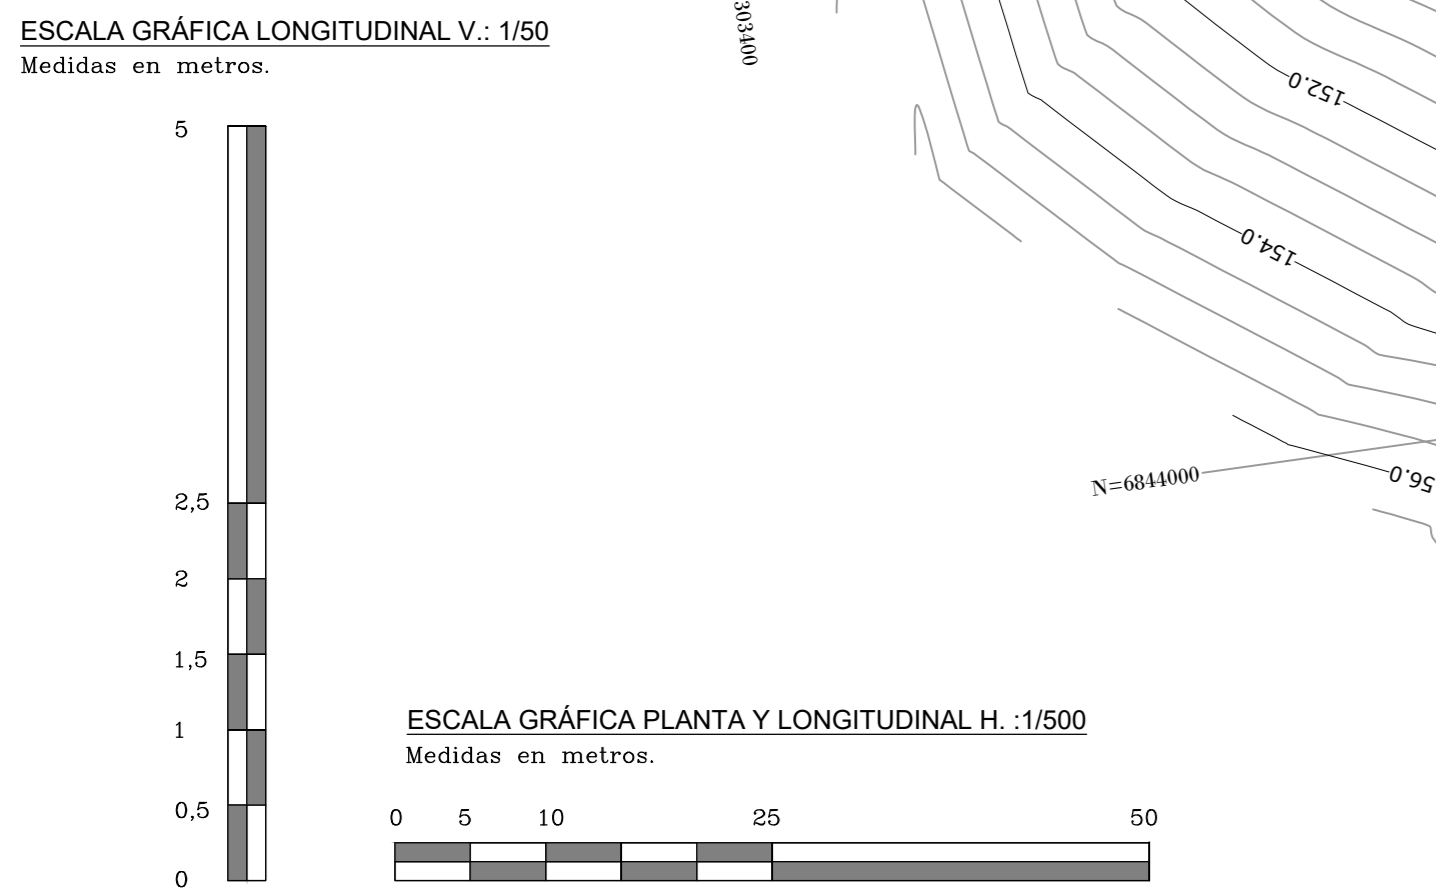 ESCALA GRÁFICA LONGITUDINAL V.: 1/50
Medidas en metros.
303400
152.0
154.0
56.0
N=6844000
5
2,5
2
1,5
1
0,5
0
ESCALA GRÁFICA PLANTA Y LONGITUDINAL H. :1/500
Medidas en metros.
0 5 10 25 50